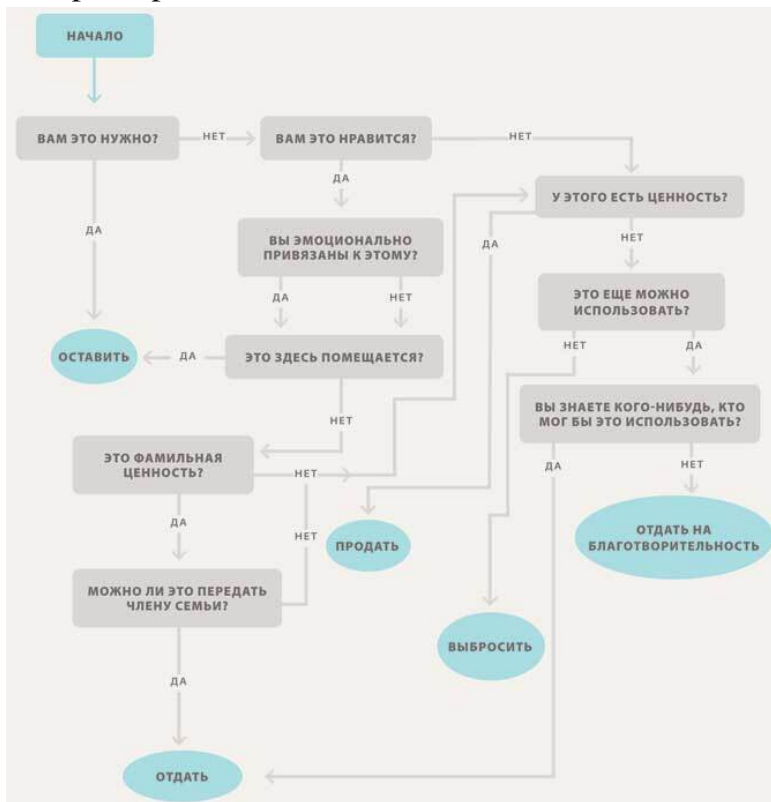 НАЧАЛО
ВАМ ЭТО НУЖНО?
НЕТ
ВАМ ЭТО НРАВИТСЯ?
НЕТ
ДА
У ЭТОГО ЕСТЬ ЦЕННОСТЬ?
ДА
ВЫ ЭМОЦИОНАЛЬНО
ПРИВЯЗАНЫ К ЭТОМУ?
ДА
НЕТ
ДА
НЕТ
ЭТО ЕЩЕ МОЖНО
ИСПОЛЬЗОВАТЬ?
ОСТАВИТЬ
ДА
ЭТО ЗДЕСЬ ПОМЕЩАЕТСЯ?
НЕТ
ДА
НЕТ
ВЫ ЗНАЕТЕ КОГО-НИБУДЬ, КТО
МОГ БЫ ЭТО ИСПОЛЬЗОВАТЬ?
ЭТО ФАМИЛЬНАЯ
ЦЕННОСТЬ?
НЕТ
ДА
НЕТ
ДА
НЕТ
ПРОДАТЬ
ОТДАТЬ НА
БЛАГОТВОРИТЕЛЬНОСТЬ
МОЖНО ЛИ ЭТО ПЕРЕДАТЬ
ЧЛЕНУ СЕМЬИ?
ВЫБРОСИТЬ
ДА
ОТДАТЬ